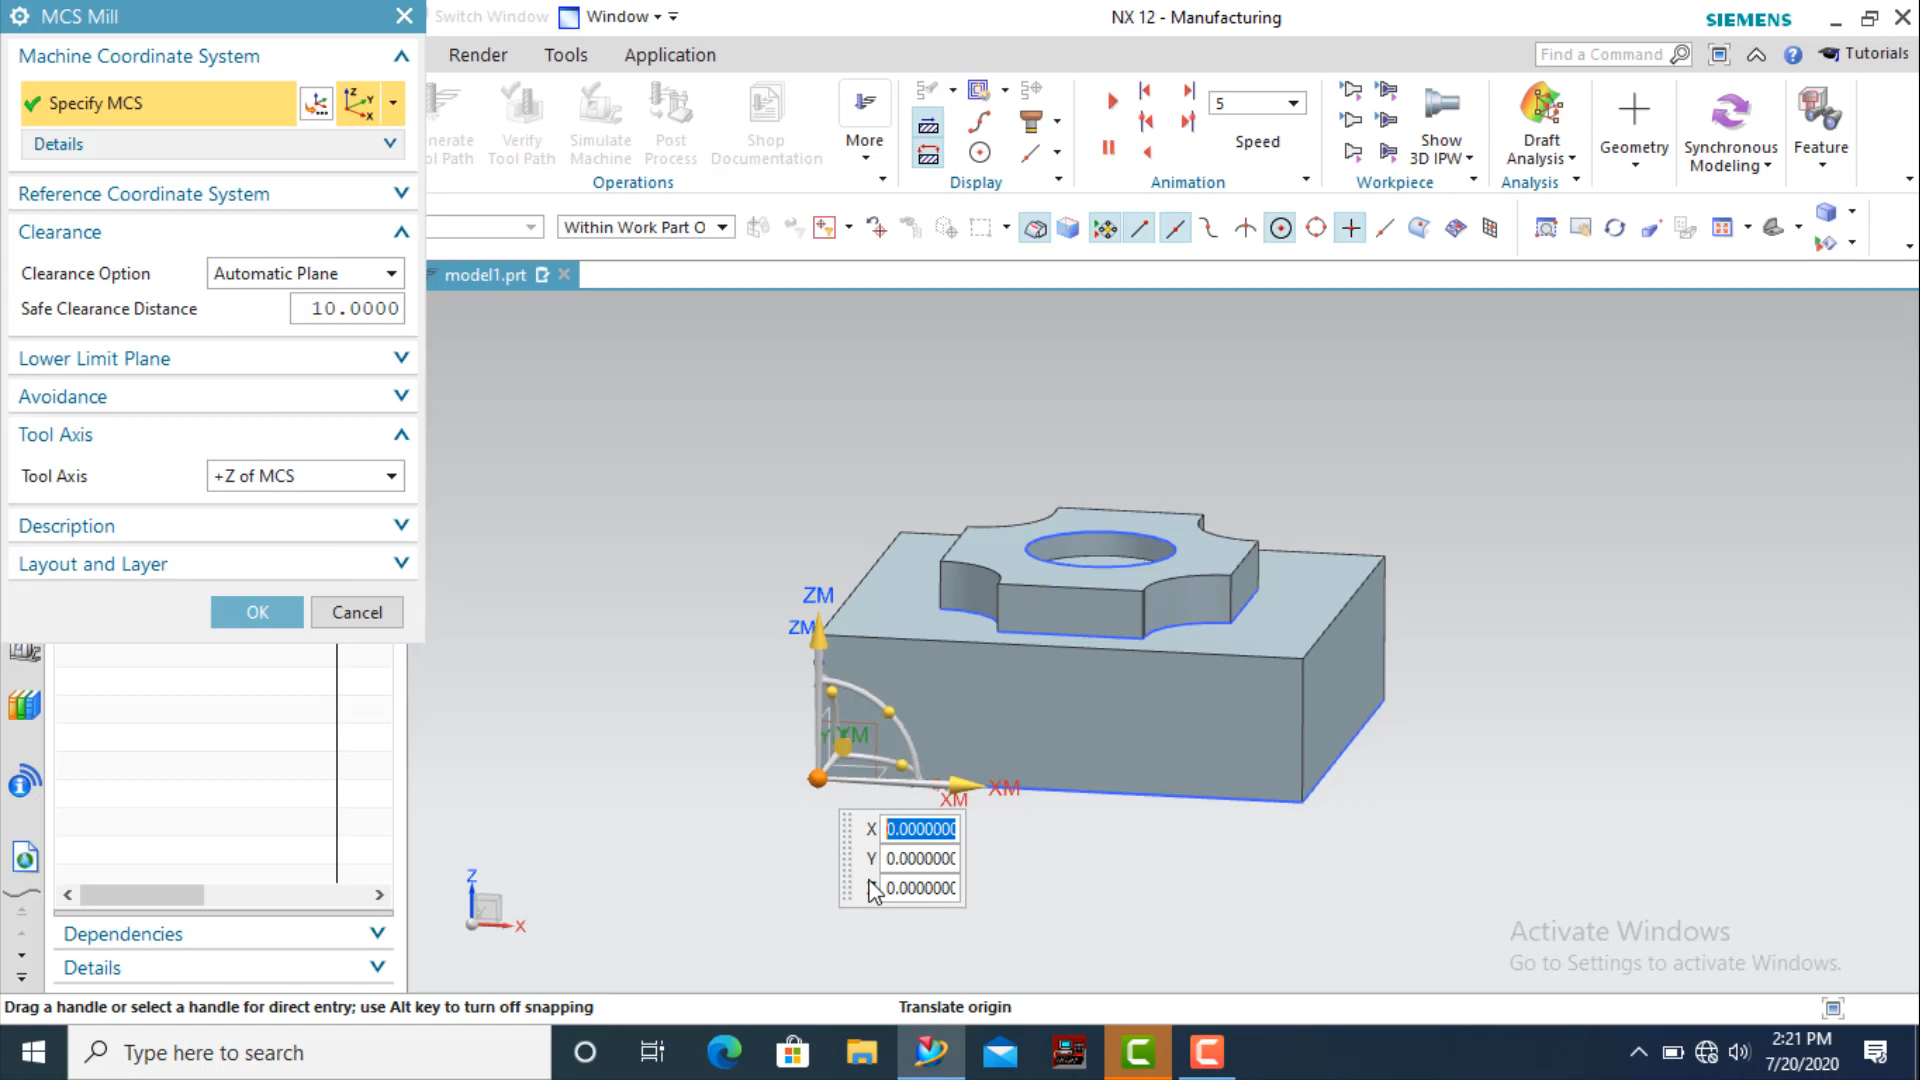 MCS Mill
Switch Window
Window
NX 12 - Manufacturing
SIEMENS
Machine Coordinate System
Render
Tools
Application
Find a Command
Tutorials
Specify MCS
Details
enerate
ol Path
Verify
Tool Path
Simulate
Machine
Post
Process
Shop
Documentation
More
5
Speed
Show
3D IPW
Draft
Analysis
Geometry
Synchronous
Modeling
Feature
Operations
Display
Animation
Workpiece
Analysis
Reference Coordinate System
Within Work Part O
Clearance
Clearance Option
Automatic Plane
model1.prt
Safe Clearance Distance
10.0000
Lower Limit Plane
Avoidance
Tool Axis
Tool Axis
+Z of MCS
Description
Layout and Layer
OK
Cancel
ZM
ZM
YM
XM
XM
X
0.0000000
Y
0.0000000
0.0000000
Z
X
Dependencies
Details
Activate Windows
Go to Settings to activate Windows.
Drag a handle or select a handle for direct entry; use Alt key to turn off snapping
Translate origin
Type here to search
2:21 PM
7/20/2020